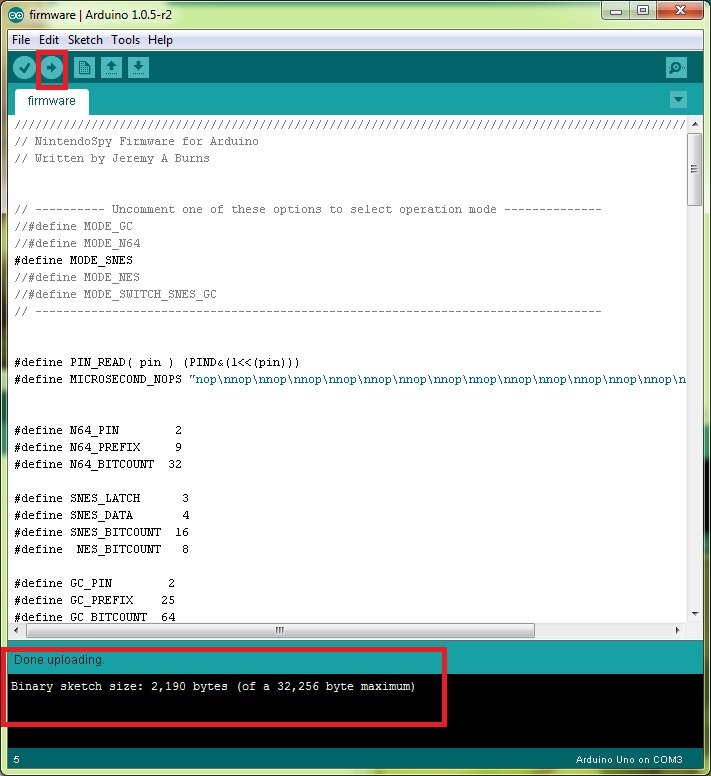 firmware | Arduino 1.0.5-r2
File Edit Sketch Tools Help
firmware
////////////////////////////////////////////////////////////////////////////////////////////////
// NintendoSpy Firmware for Arduino
// Written by Jeremy A Burns
// ---------- Uncomment one of these options to select operation mode --------------
//#define MODE_GC
//#define MODE_N64
#define MODE_SNES
//#define MODE_NES
//#define MODE_SWITCH_SNES_GC
// ---------------------------------------------------------------------------------
#define PIN_READ( pin ) (PIND&(1<<(pin)))
#define MICROSECOND_NOPS "nop\nnop\nnop\nnop\nnop\nnop\nnop\nnop\nnop\nnop\nnop\nnop\nnop\nnop\n
#define N64_PIN 2
#define N64_PREFIX 9
#define N64_BITCOUNT 32
#define SNES_LATCH 3
#define SNES_DATA 4
#define SNES_BITCOUNT 16
#define NES_BITCOUNT 8
#define GC_PIN 2
#define GC_PREFIX 25
#define GC_BITCOUNT 64
Done uploading.
Binary sketch size: 2,190 bytes (of a 32,256 byte maximum)
5 Arduino Uno on COM3